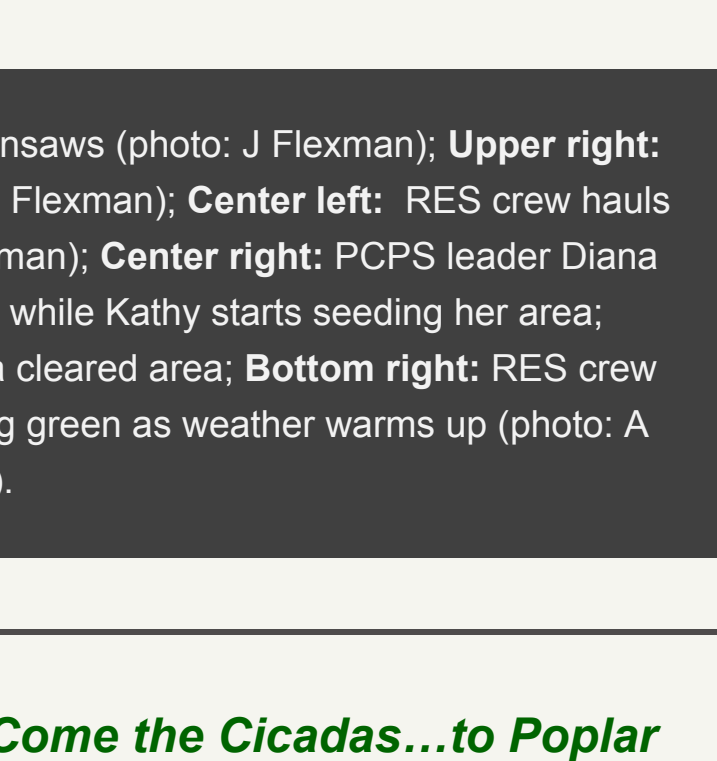 nsaws (photo: J Flexman); Upper right:
Flexman); Center left:  RES crew hauls
man); Center right: PCPS leader Diana
while Kathy starts seeding her area;
a cleared area; Bottom right: RES crew
g green as weather warms up (photo: A
).
Come the Cicadas…to Poplar